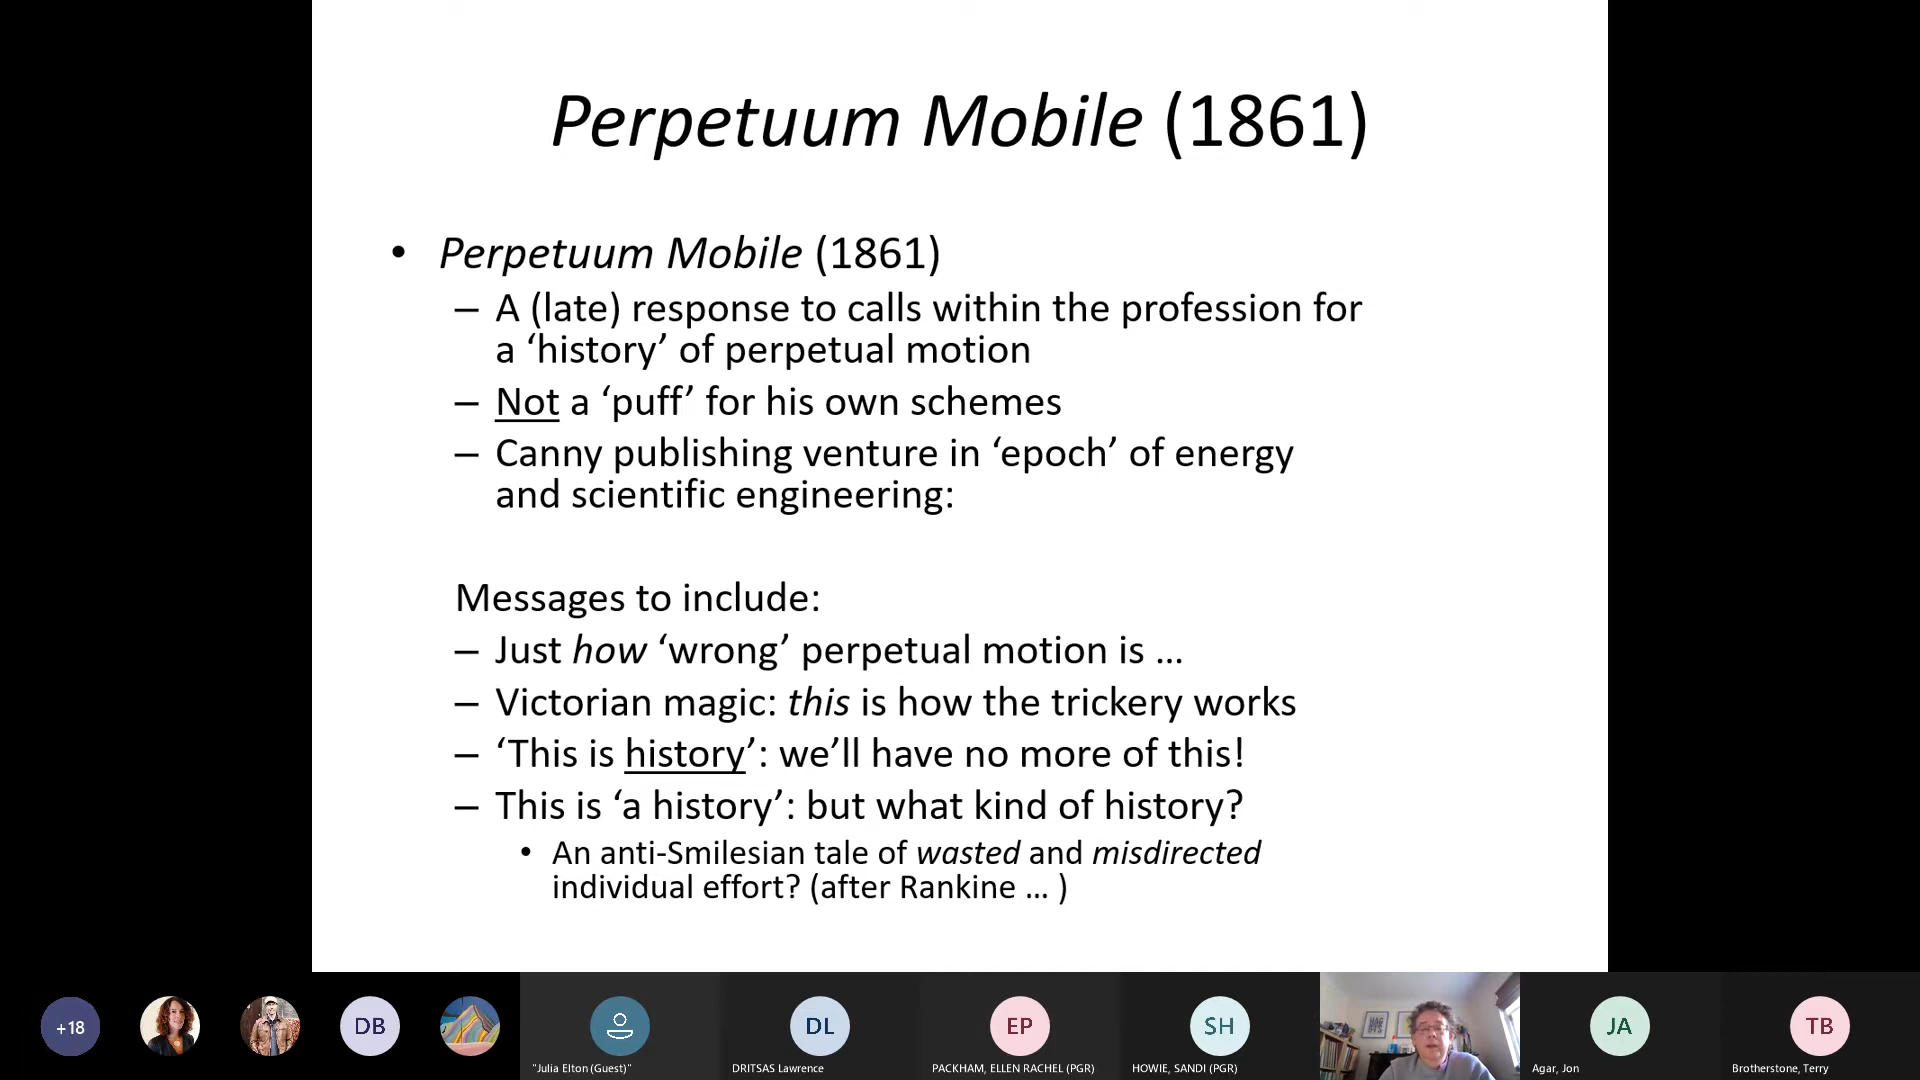 Perpetuum Mobile (1861)
• Perpetuum Mobile (1861)
– A (late) response to calls within the profession for
a ‘history’ of perpetual motion
– Not a ‘puff’ for his own schemes
– Canny publishing venture in ‘epoch’ of energy
and scientific engineering:
Messages to include:
– Just how ‘wrong’ perpetual motion is ...
– Victorian magic: this is how the trickery works
– ‘This is history’: we’ll have no more of this!
– This is ‘a history’: but what kind of history?
• An anti-Smilesian tale of wasted and misdirected
individual effort? (after Rankine ... )
+18
DB
DL
EP
SH
JA
TB
"Julia Elton (Guest)"
DRITSAS Lawrence
PACKHAM, ELLEN RACHEL (PGR)
HOWIE, SANDI (PGR)
Agar, Jon
Brotherstone, Terry